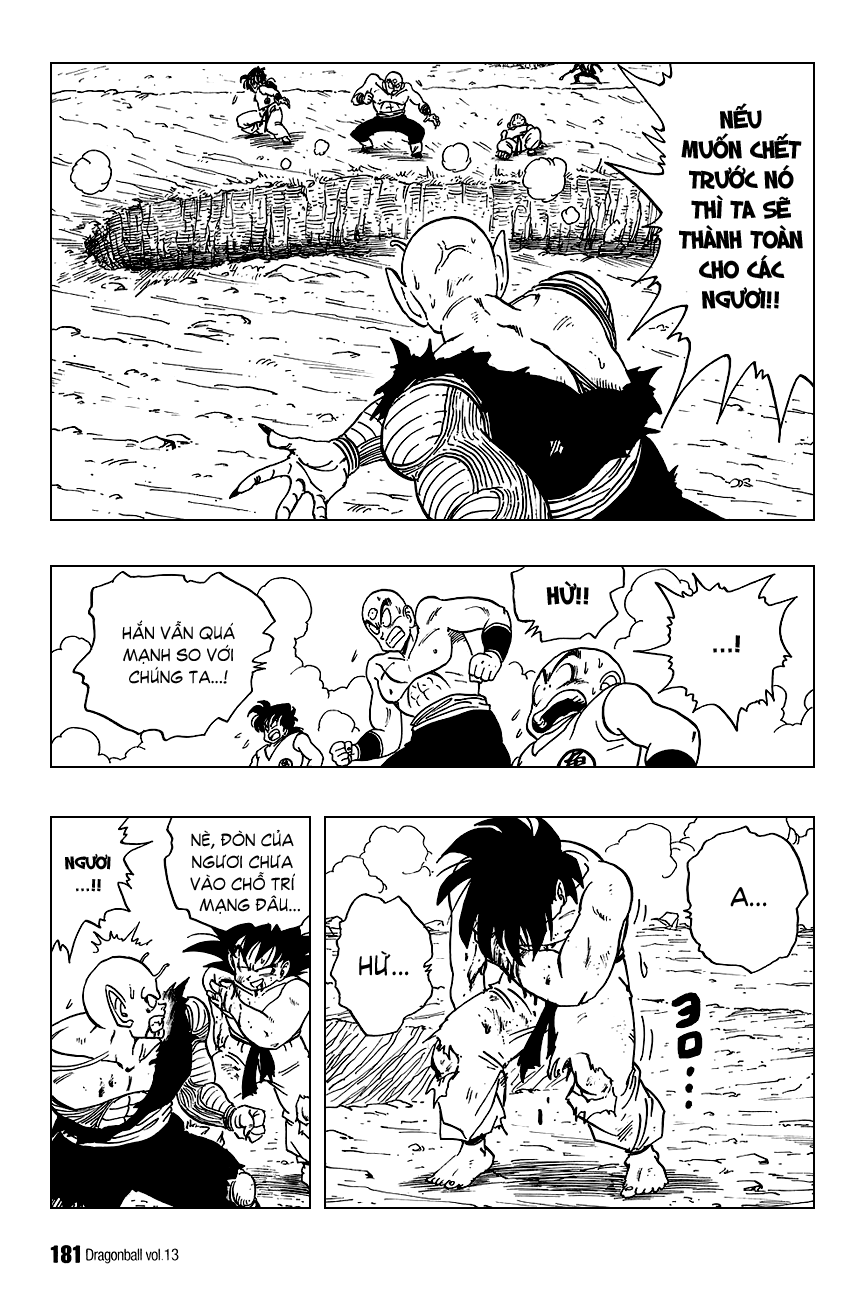 NẾU
MUỐN CHẾT
TRƯỚC NÓ
THÌ TA SẼ
THÀNH TOÀN
CHO CÁC
NGƯƠI!!
...!
HỪ!!
HẮN VẪN QUÁ
MẠNH SO VỚI
CHÚNG TA...!
A...
ヨロ...
HỪ...
NÈ, ĐÒN CỦA
NGƯƠI CHƯA
VÀO CHỖ TRÍ
MẠNG ĐÂU...
NGƯƠI
...!!
181 Dragonball vol.13